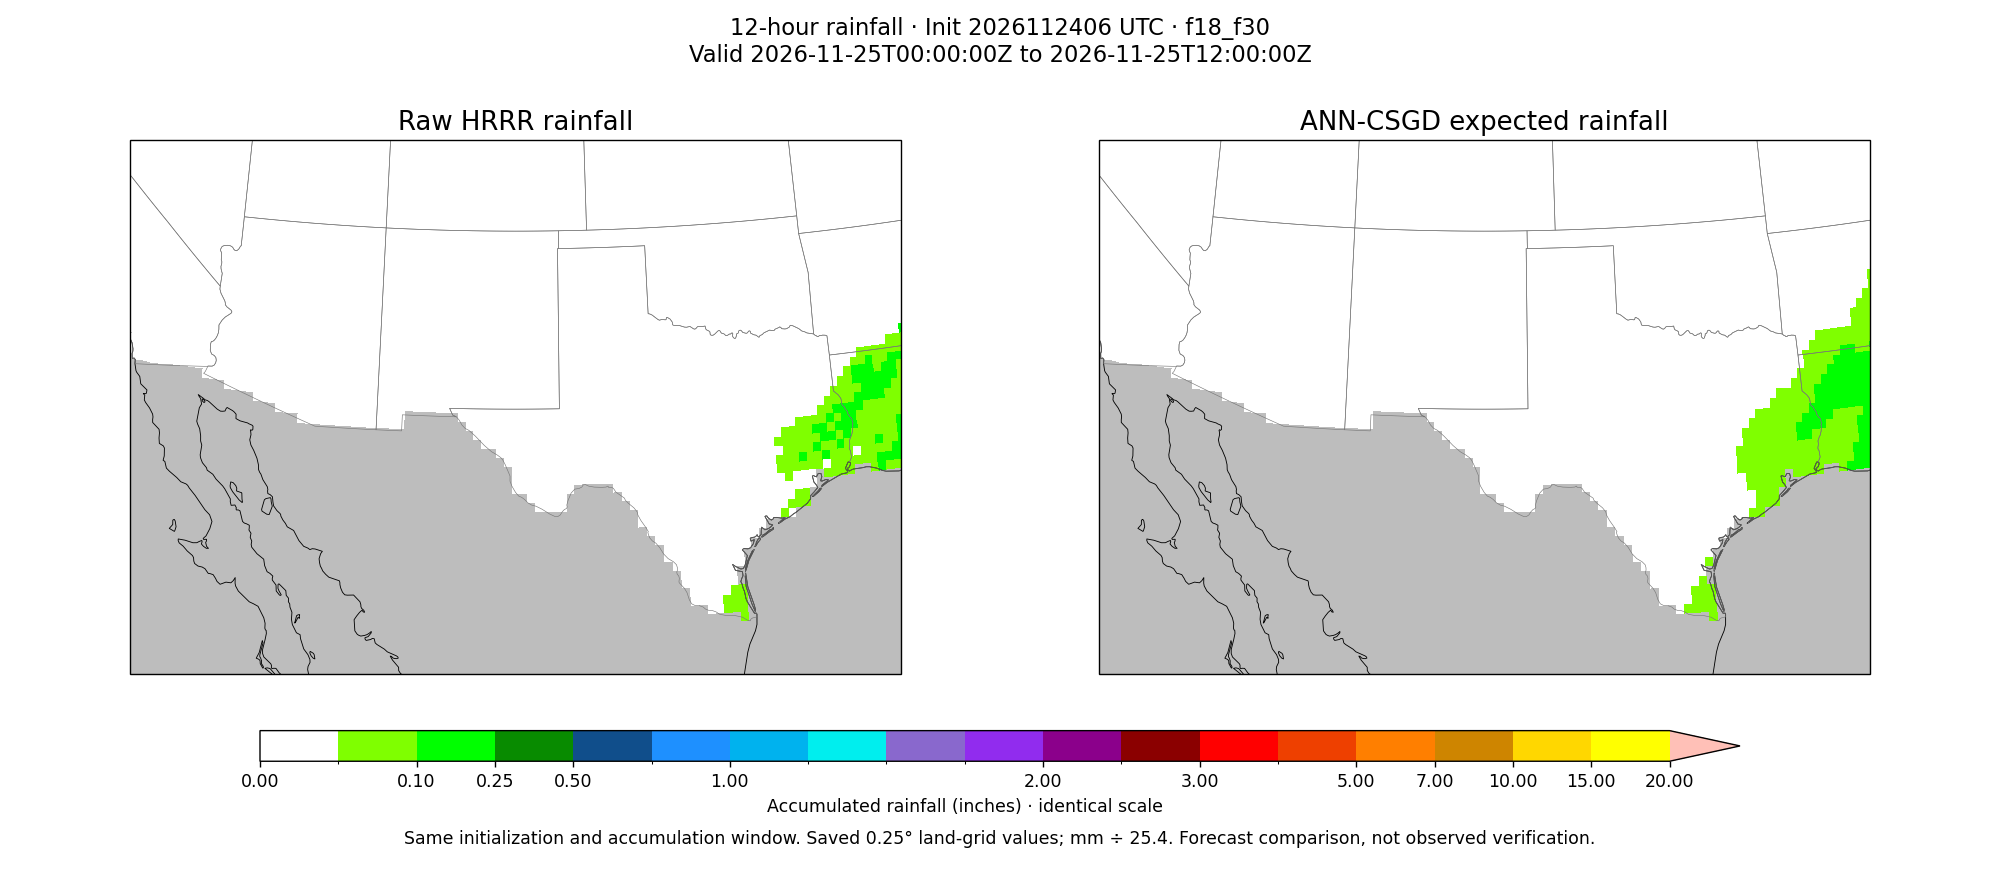 12-hour rainfall · Init 2026112406 UTC · f18_f30
Valid 2026-11-25T00:00:00Z to 2026-11-25T12:00:00Z
Raw HRRR rainfall
ANN-CSGD expected rainfall
0.00 0.10 0.25 0.50 1.00 2.00 3.00 5.00 7.00 10.00 15.00 20.00
Accumulated rainfall (inches) · identical scale
Same initialization and accumulation window. Saved 0.25° land-grid values; mm ÷ 25.4. Forecast comparison, not observed verification.